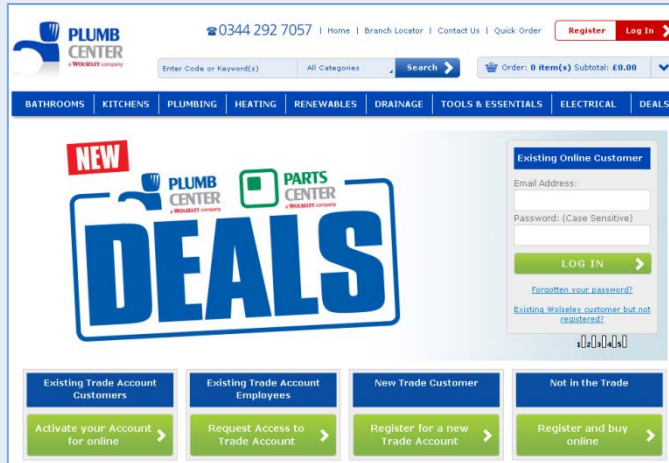 PLUMB
CENTER
a WOLSELEY company
0344 292 7057 | Home | Branch Locator | Contact Us | Quick Order
Register
Log In
Enter Code or Keyword(s)
All Categories
Search
Order: 0 item(s) Subtotal: £0.00
BATHROOMS
KITCHENS
PLUMBING
HEATING
RENEWABLES
DRAINAGE
TOOLS & ESSENTIALS
ELECTRICAL
DEALS
NEW
PLUMB
CENTER
a WOLSELEY company
PARTS
CENTER
a WOLSELEY company
DEALS
Existing Online Customer
Email Address:
Password: (Case Sensitive)
LOG IN
Forgotten your password?
Existing Wolseley customer but not
registered?
1 2 3 4 5
Existing Trade Account
Customers
Activate your Account
for online
Existing Trade Account
Employees
Request Access to
Trade Account
New Trade Customer
Register for a new
Trade Account
Not in the Trade
Register and buy
online